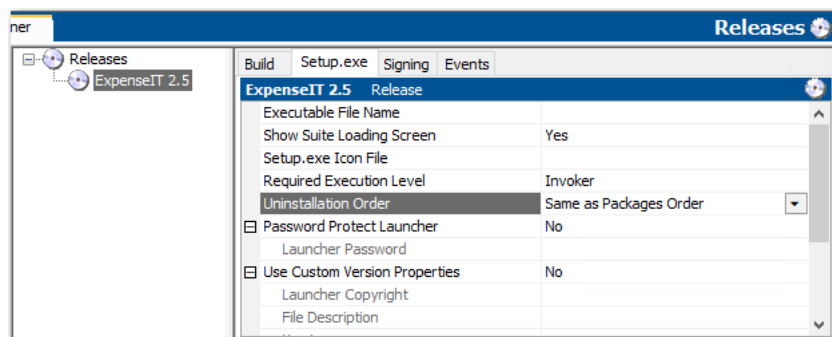 ner
Releases
Releases
ExpenseIT 2.5
Build Setup.exe Signing Events
ExpenseIT 2.5 Release
Executable File Name
Show Suite Loading Screen Yes
Setup.exe Icon File
Required Execution Level Invoker
Uninstallation Order Same as Packages Order
Password Protect Launcher No
Launcher Password
Use Custom Version Properties No
Launcher Copyright
File Description